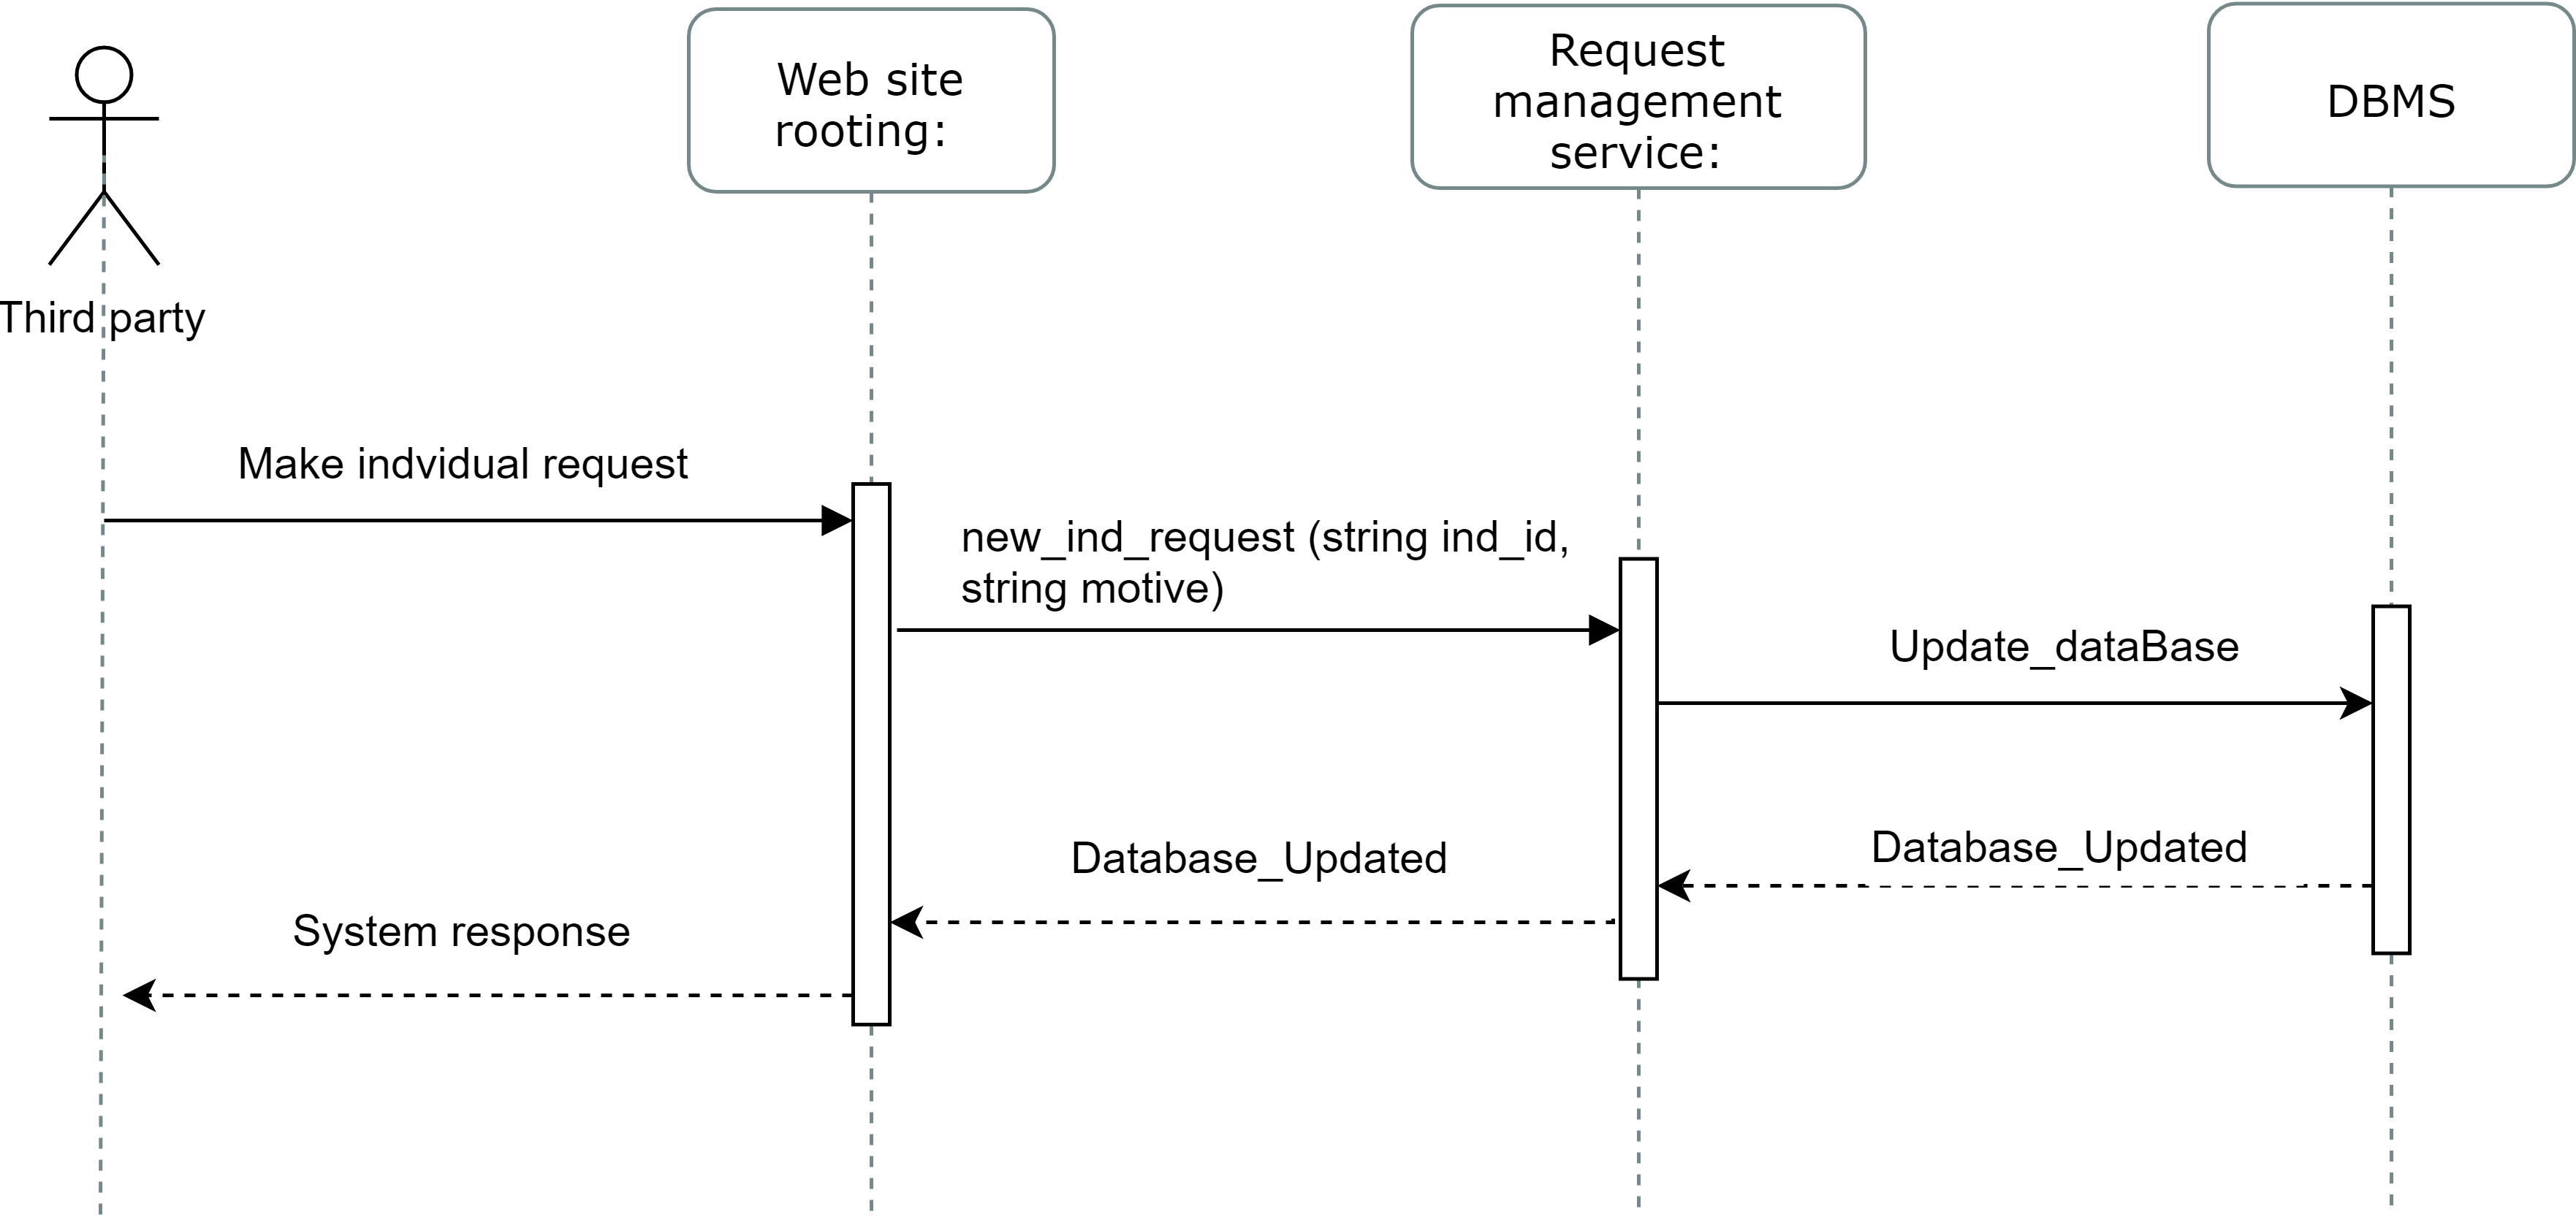 Web site
rooting:
Request
management
service:
DBMS
Third party
Make indvidual request
new_ind_request (string ind_id,
string motive)
Update_dataBase
Database_Updated
Database_Updated
System response